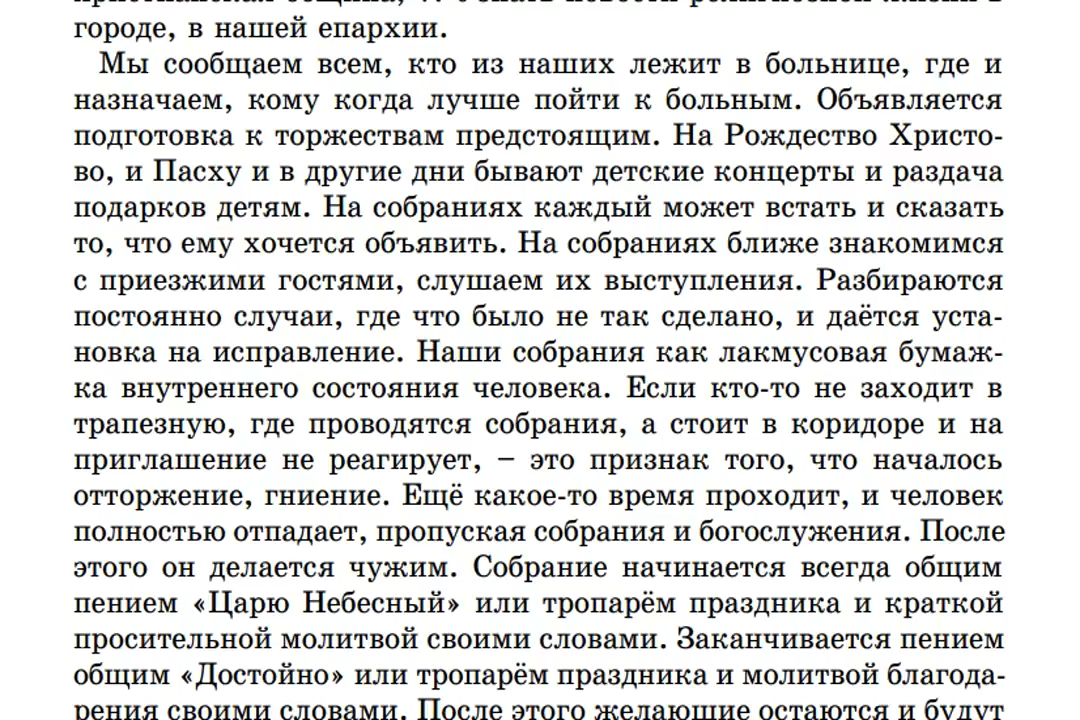 городе, в нашей епархии.
Мы сообщаем всем, кто из наших лежит в больнице, где и
назначаем, кому когда лучше пойти к больным. Объявляется
подготовка к торжествам предстоящим. На Рождество Христо-
во, и Пасху и в другие дни бывают детские концерты и раздача
подарков детям. На собраниях каждый может встать и сказать
то, что ему хочется объявить. На собраниях ближе знакомимся
с приезжими гостями, слушаем их выступления. Разбираются
постоянно случаи, где что было не так сделано, и даётся уста-
новка на исправление. Наши собрания как лакмусовая бумаж-
ка внутреннего состояния человека. Если кто-то не заходит в
трапезную, где проводятся собрания, а стоит в коридоре и на
приглашение не реагирует, – это признак того, что началось
отторжение, гниение. Ещё какое-то время проходит, и человек
полностью отпадает, пропуская собрания и богослужения. После
этого он делается чужим. Собрание начинается всегда общим
пением «Царю Небесный» или тропарём праздника и краткой
просительной молитвой своими словами. Заканчивается пением
общим «Достойно» или тропарём праздника и молитвой благода-
рения своими словами. После этого желающие остаются и будут